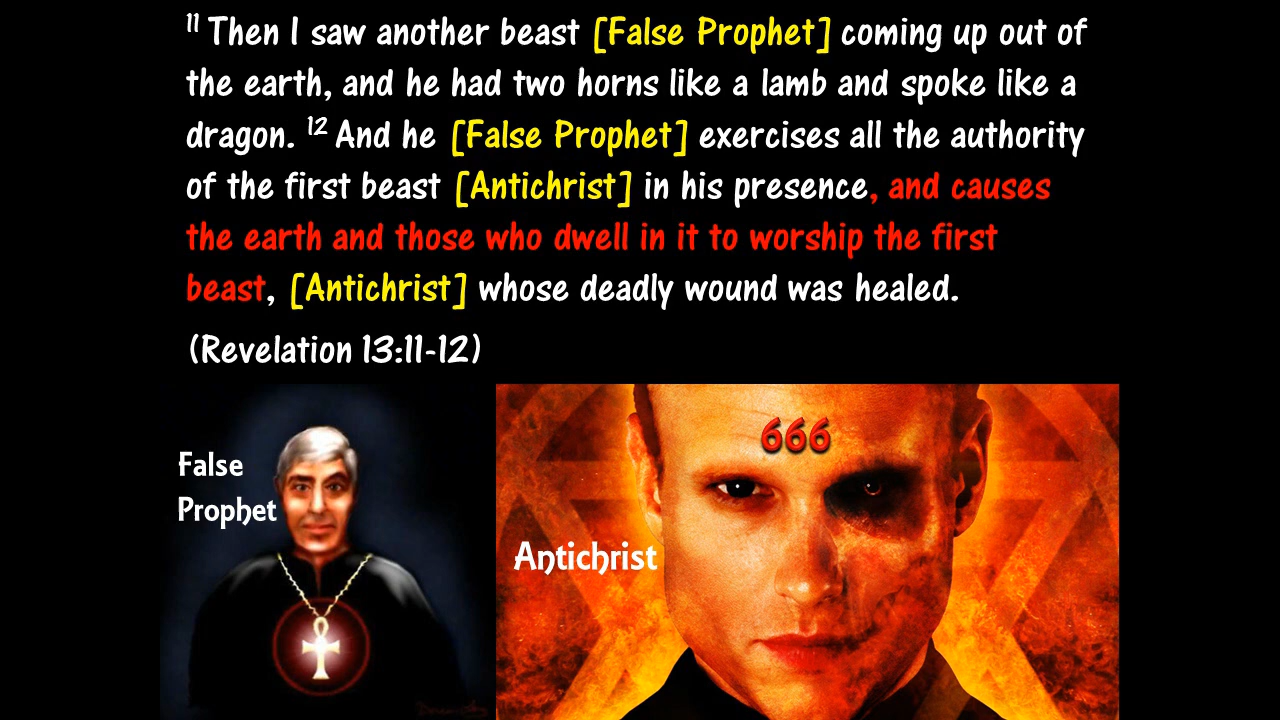 11 Then I saw another beast [False Prophet] coming up out of
the earth, and he had two horns like a lamb and spoke like a
dragon. 12 And he [False Prophet] exercises all the authority
of the first beast [Antichrist] in his presence, and causes
the earth and those who dwell in it to worship the first
beast, [Antichrist] whose deadly wound was healed.
(Revelation 13:11-12)
False
Prophet
666
Antichrist